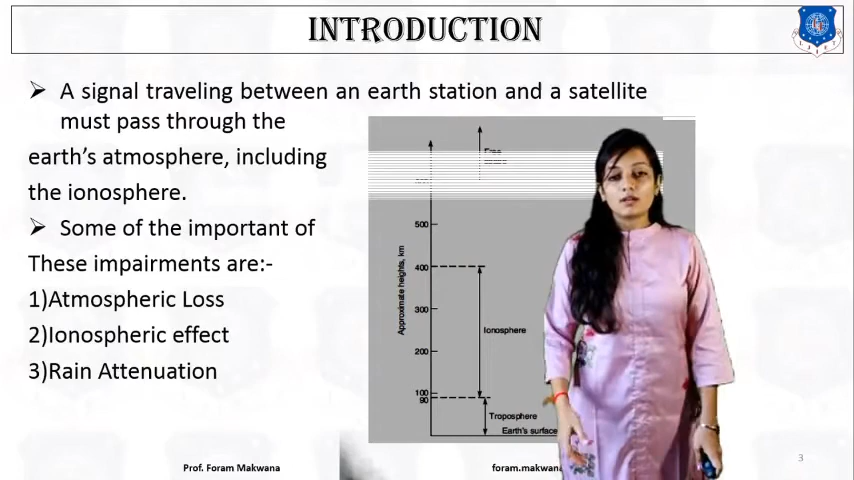 INTRODUCTION
➢ A signal traveling between an earth station and a satellite
must pass through the
earth's atmosphere, including
the ionosphere.
➢ Some of the important of
These impairments are:-
1)Atmospheric Loss
2)Ionospheric effect
3)Rain Attenuation
Approximate heights, km
500
400
300
200
100
90
Ionosphere
Troposphere
Earth's surface
Prof. Foram Makwana
foram.makwana
3